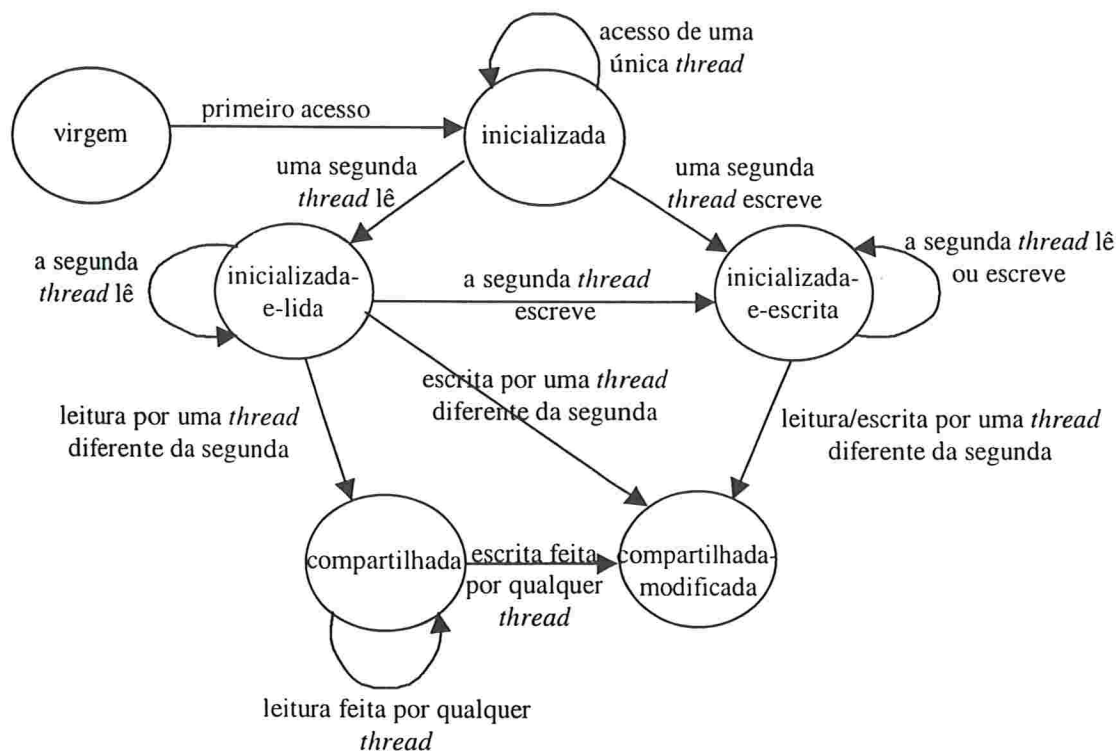 acesso de uma
única thread
virgem
primeiro acesso
inicializada
uma segunda
thread lê
uma segunda
thread escreve
a segunda
thread lê
inicializada-
e-lida
a segunda thread
escreve
inicializada-
e-escrita
a segunda thread lê
ou escreve
leitura por uma thread
diferente da segunda
escrita por uma thread
diferente da segunda
leitura/escrita por uma thread
diferente da segunda
compartilhada
escrita feita
por qualquer
thread
compartilhada-
modificada
leitura feita por qualquer
thread